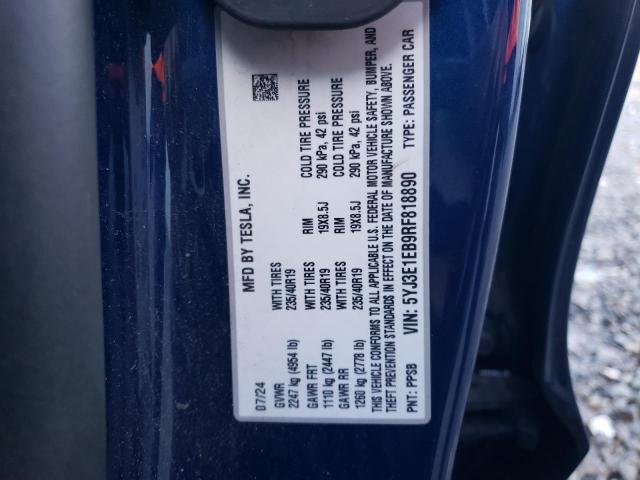 MFD BY TESLA, INC.
07/24
GVWR WITH TIRES RIM COLD TIRE PRESSURE
2247 kg (4954 lb) 235/40R19 19X8.5J 290 kPa, 42 psi
GAWR FRT WITH TIRES RIM COLD TIRE PRESSURE
1110 kg (2447 lb) 235/40R19 19X8.5J 290 kPa, 42 psi
GAWR RR WITH TIRES
1260 kg (2778 lb) 235/40R19
THIS VEHICLE CONFORMS TO ALL APPLICABLE U.S. FEDERAL MOTOR VEHICLE SAFETY, BUMPER, AND
THEFT PREVENTION STANDARDS IN EFFECT ON THE DATE OF MANUFACTURE SHOWN ABOVE.
PNT: PPSB VIN: 5YJ3E1EB9RF818890 TYPE: PASSENGER CAR